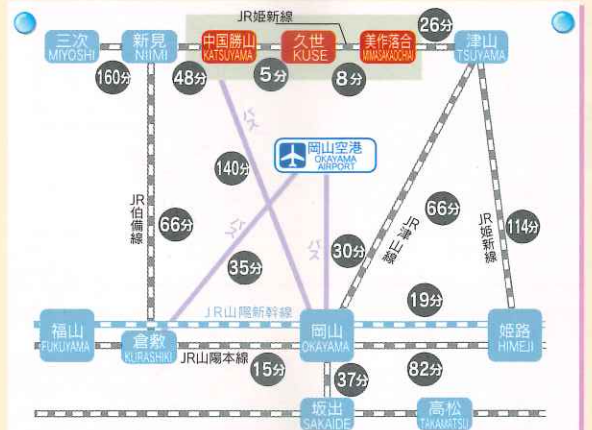 JR姫新線
26分
三次
MIYOSHI
新見
NIIMI
中国勝山
KATSUYAMA
久世
KUSE
美作落合
MIMASAKAOCHIAI
津山
TSUYAMA
160分
48分
5分
8分
バス
岡山空港
OKAYAMA
AIRPORT
140分
JR伯備線
66分
バス
バス
35分
30分
JR津山線
66分
JR姫新線
114分
19分
JR山陽新幹線
福山
FUKUYAMA
倉敷
KURASHIKI
岡山
OKAYAMA
姫路
HIMEJI
JR山陽本線
15分
37分
82分
坂出
SAKAIDE
高松
TAKAMATSU